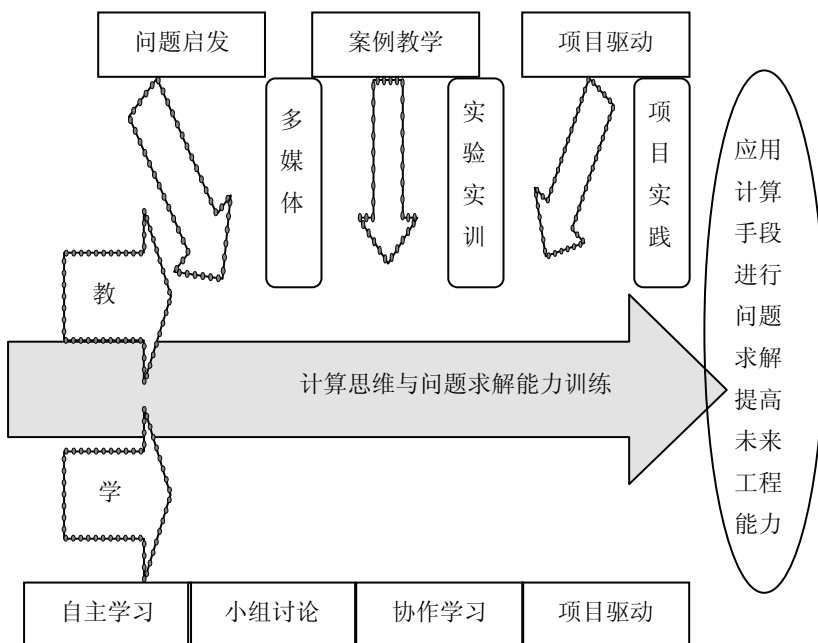 问题启发
案例教学
项目驱动
多
媒
体
实
验
实
训
项
目
实
践
应用
计算
手段
进行
问题
求解
提高
未来
工程
能力
教
计算思维与问题求解能力训练
学
自主学习
小组讨论
协作学习
项目驱动